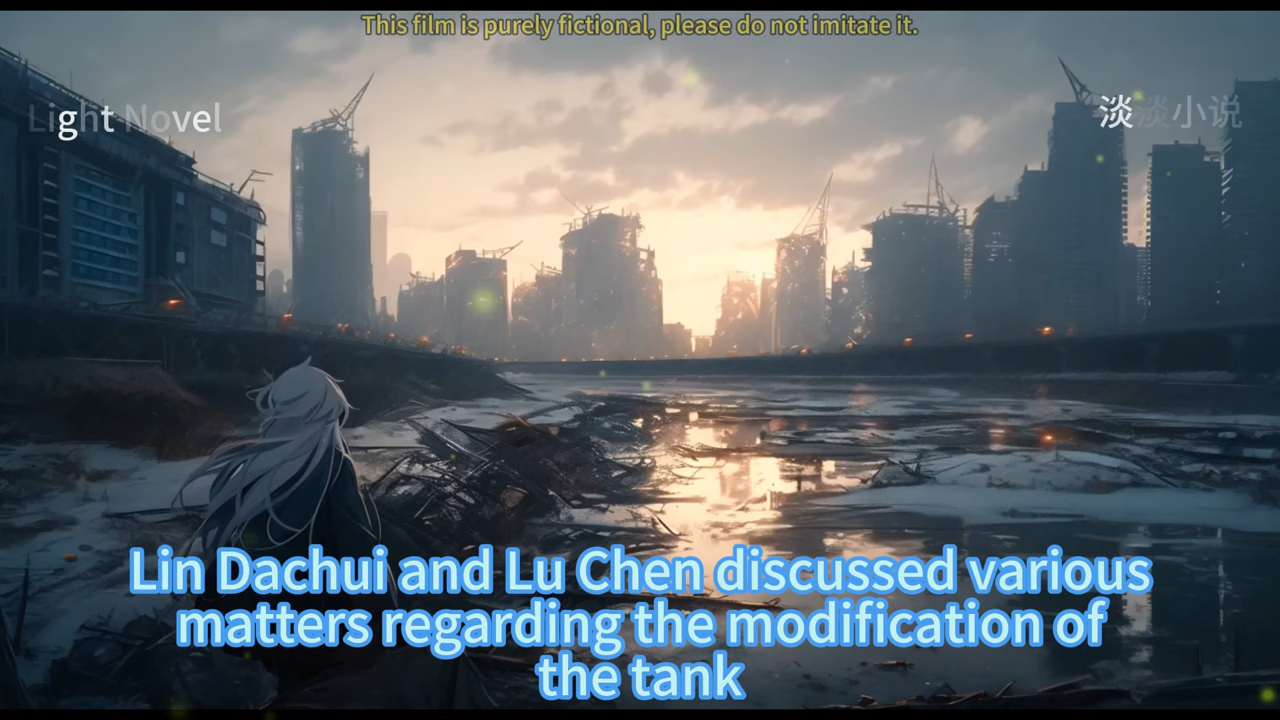 This film is purely fictional, please do not imitate it.
Light Novel
淡淡小说
Lin Dachui and Lu Chen discussed various
matters regarding the modification of
the tank